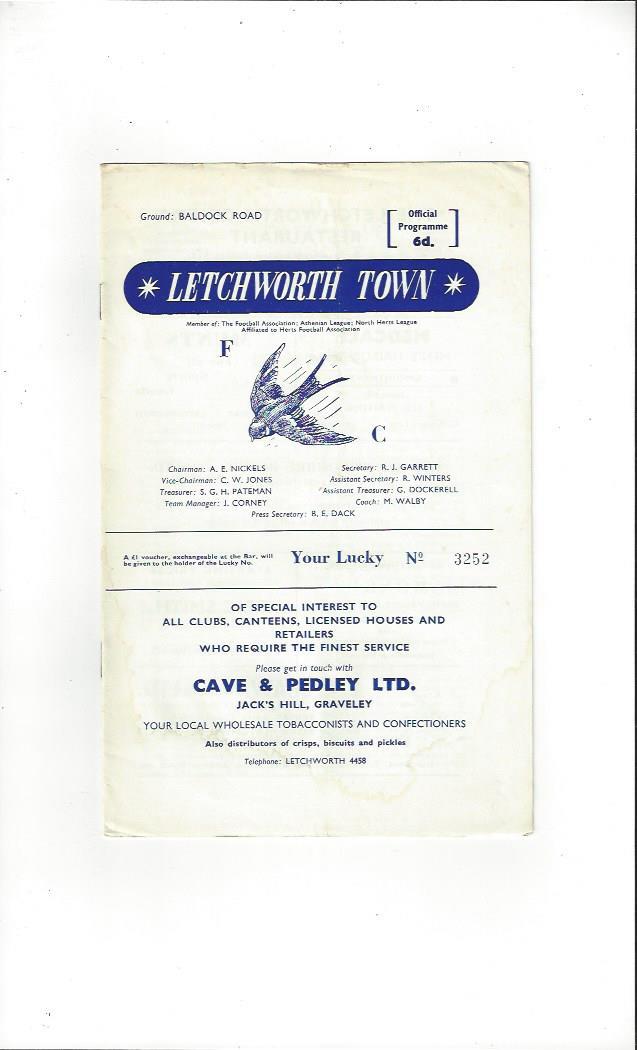 Ground: BALDOCK ROAD
Official
Programme
6d.
LETCHWORTH TOWN
Member of: The Football Association; Athenian League; North Herts League
Affiliated to Herts Football Association
F
C
Chairman: A. E. NICKELS
Vice-Chairman: C. W. JONES
Treasurer: S. G. H. PATEMAN
Team Manager: J. CORNEY
Secretary: R. J. GARRETT
Assistant Secretary: R. WINTERS
Assistant Treasurer: G. DOCKERELL
Coach: M. WALBY
Press Secretary: B. E. DACK
A £1 voucher, exchangeable at the Bar, will
be given to the holder of the Lucky No.
Your Lucky Nº 3252
OF SPECIAL INTEREST TO
ALL CLUBS, CANTEENS, LICENSED HOUSES AND
RETAILERS
WHO REQUIRE THE FINEST SERVICE
Please get in touch with
CAVE & PEDLEY LTD.
JACK'S HILL, GRAVELEY
YOUR LOCAL WHOLESALE TOBACCONISTS AND CONFECTIONERS
Also distributors of crisps, biscuits and pickles
Telephone: LETCHWORTH 4458